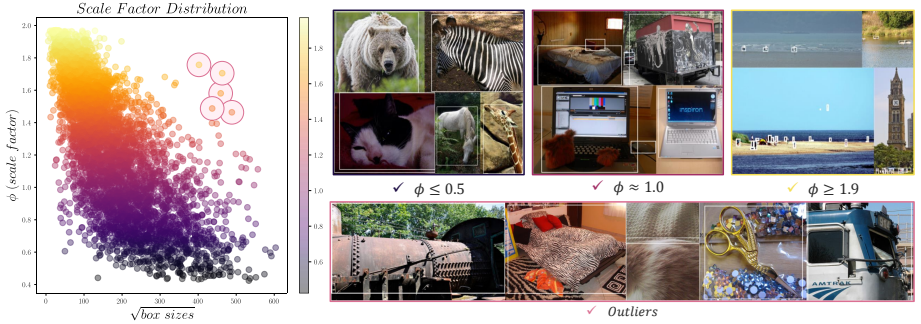 Scale Factor Distribution
2.0
1.8
1.6
1.4
1.2
1.0
0.8
0.6
0.4
ϕ (scale factor)
0
100
200
300
400
500
600
√box sizes
1.8
1.6
1.4
1.2
1.0
0.8
0.6
inspiron
✓ ϕ ≤ 0.5
✓ ϕ ≈ 1.0
✓ ϕ ≥ 1.9
AMTRAK
✓ Outliers